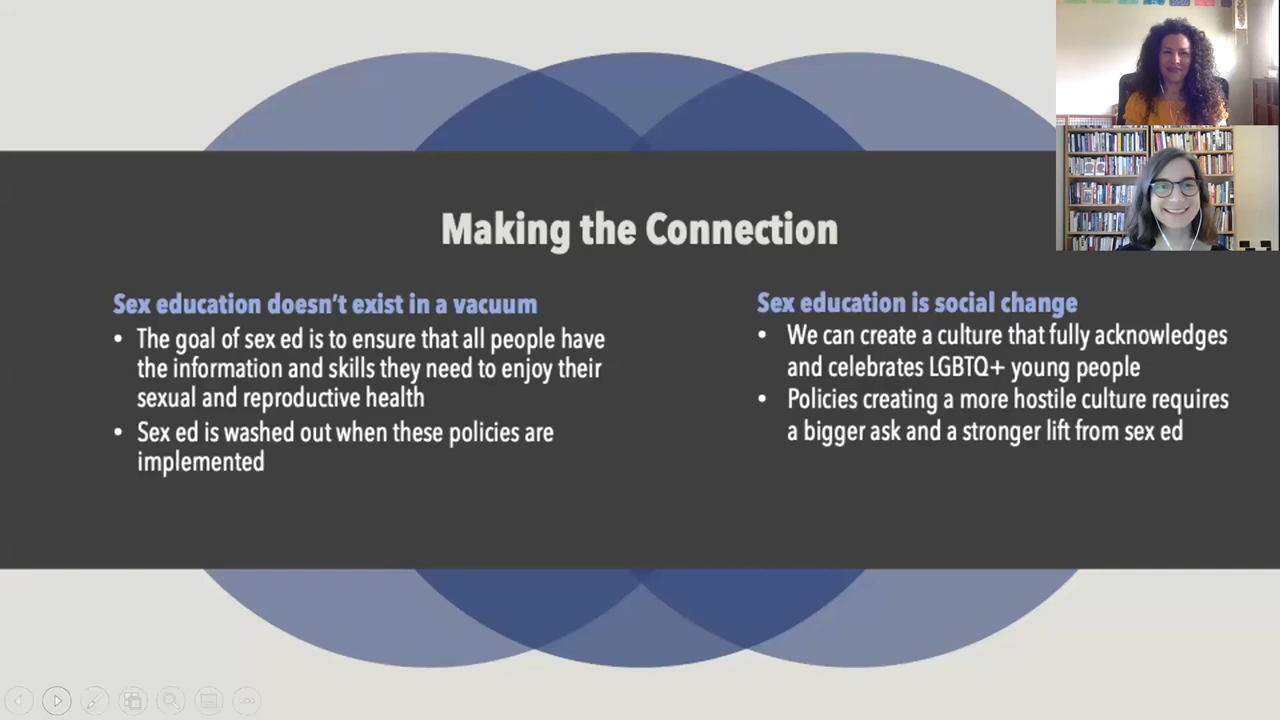 Making the Connection
Sex education doesn't exist in a vacuum
• The goal of sex ed is to ensure that all people have
the information and skills they need to enjoy their
sexual and reproductive health
• Sex ed is washed out when these policies are
implemented
Sex education is social change
• We can create a culture that fully acknowledges
and celebrates LGBTQ+ young people
• Policies creating a more hostile culture requires
a bigger ask and a stronger lift from sex ed